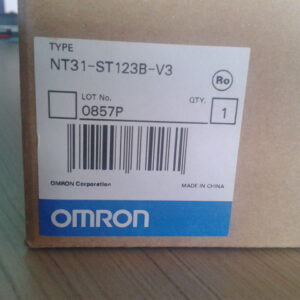 TYPE
NT31-ST123B-V3
Ro
LOT No.
QTY.
0857P
1
OMRON Corporation
MADE IN CHINA
OMRON